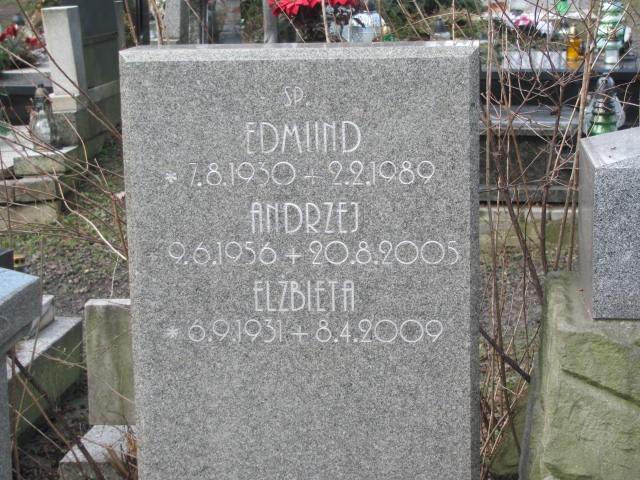 ŚP.
EDMUND
* 7.8.1930 + 2.2.1989
ANDRZEJ
9.6.1956 + 20.8.2005
ELŻBIETA
* 6.9.1931 + 8.4.2009